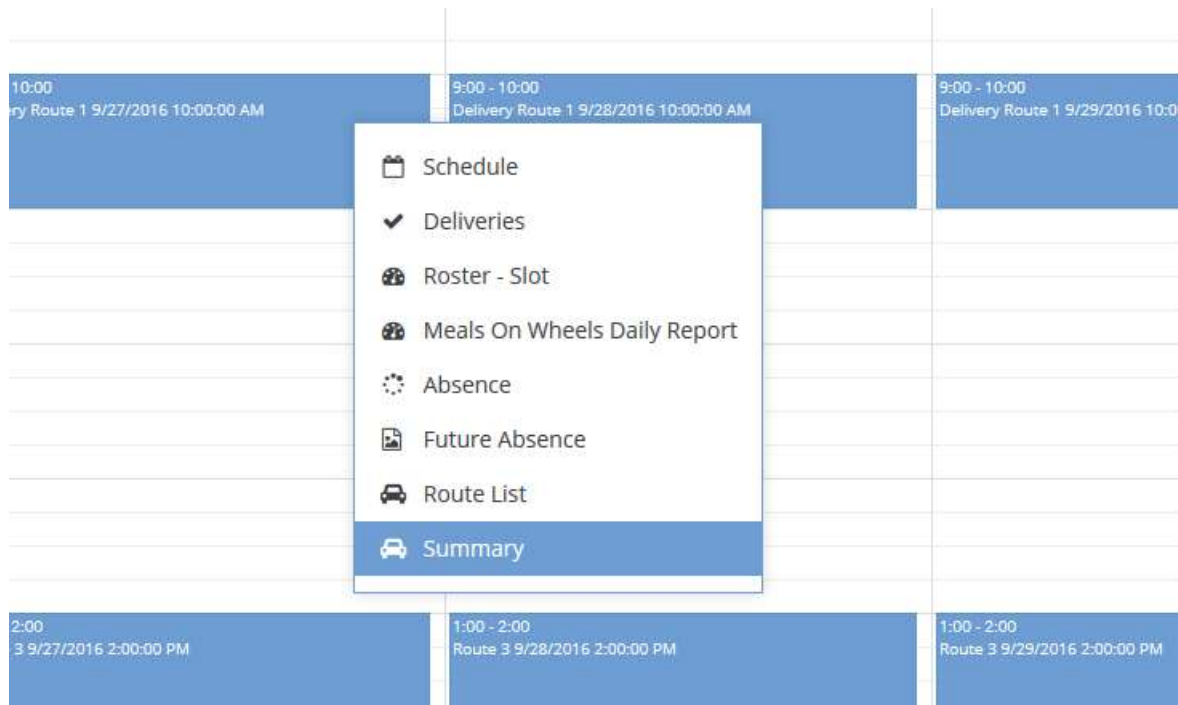 10:00
ry Route 1 9/27/2016 10:00:00 AM
9:00 - 10:00
Delivery Route 1 9/28/2016 10:00:00 AM
9:00 - 10:00
Delivery Route 1 9/29/2016 10:0
Schedule
Deliveries
Roster - Slot
Meals On Wheels Daily Report
Absence
Future Absence
Route List
Summary
2:00
3 9/27/2016 2:00:00 PM
1:00 - 2:00
Route 3 9/28/2016 2:00:00 PM
1:00 - 2:00
Route 3 9/29/2016 2:00:00 PM